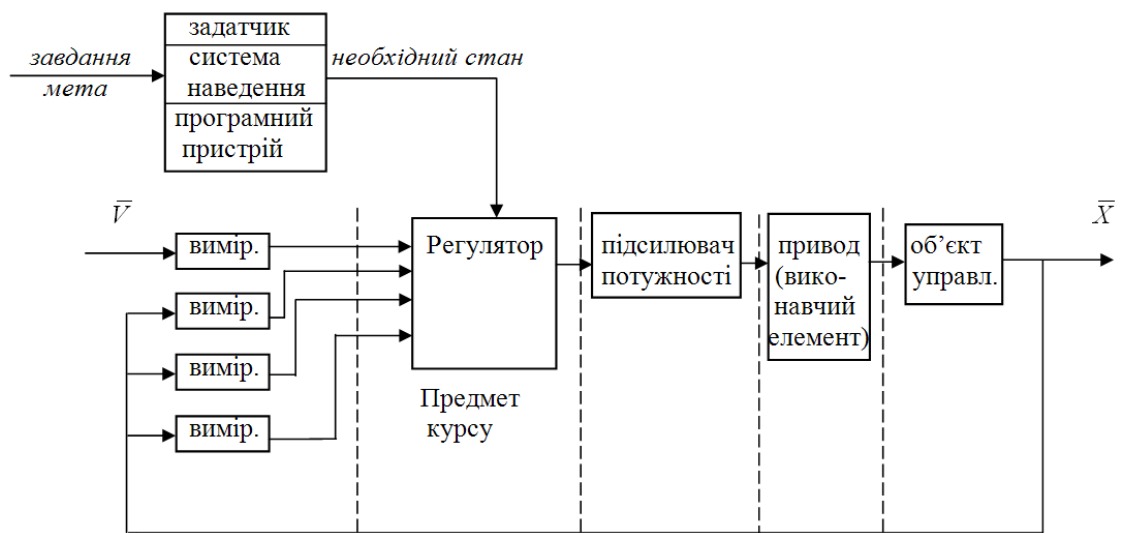 задатчик
завдання
мета
система
наведення
необхідний стан
програмний
пристрій
V̅
X̅
вимір.
Регулятор
підсилювач
потужності
привод
(вико-
навчий
елемент)
об’єкт
управл.
вимір.
вимір.
вимір.
Предмет
курсу